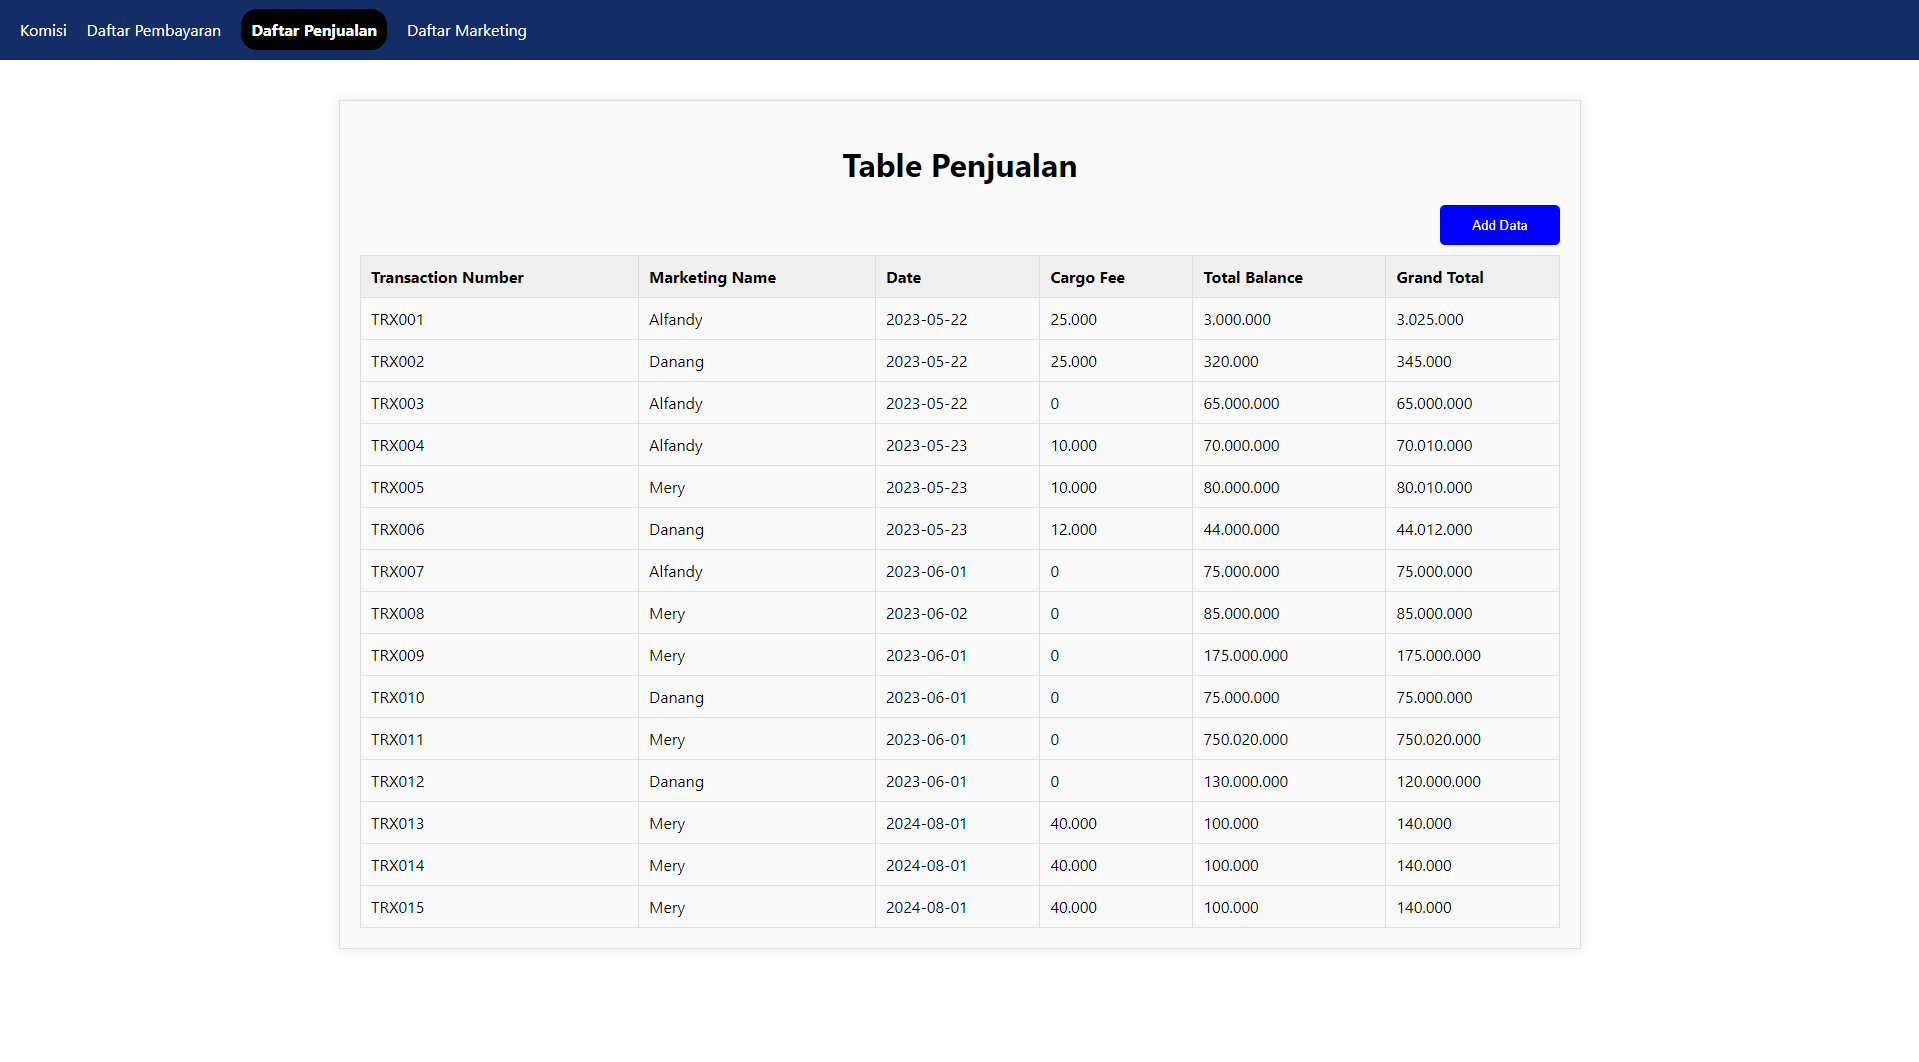 Komisi Daftar Pembayaran Daftar Penjualan Daftar Marketing
Table Penjualan
Add Data
Transaction Number Marketing Name Date Cargo Fee Total Balance Grand Total
TRX001 Alfandy 2023-05-22 25.000 3.000.000 3.025.000
TRX002 Danang 2023-05-22 25.000 320.000 345.000
TRX003 Alfandy 2023-05-22 0 65.000.000 65.000.000
TRX004 Alfandy 2023-05-23 10.000 70.000.000 70.010.000
TRX005 Mery 2023-05-23 10.000 80.000.000 80.010.000
TRX006 Danang 2023-05-23 12.000 44.000.000 44.012.000
TRX007 Alfandy 2023-06-01 0 75.000.000 75.000.000
TRX008 Mery 2023-06-02 0 85.000.000 85.000.000
TRX009 Mery 2023-06-01 0 175.000.000 175.000.000
TRX010 Danang 2023-06-01 0 75.000.000 75.000.000
TRX011 Mery 2023-06-01 0 750.020.000 750.020.000
TRX012 Danang 2023-06-01 0 130.000.000 120.000.000
TRX013 Mery 2024-08-01 40.000 100.000 140.000
TRX014 Mery 2024-08-01 40.000 100.000 140.000
TRX015 Mery 2024-08-01 40.000 100.000 140.000